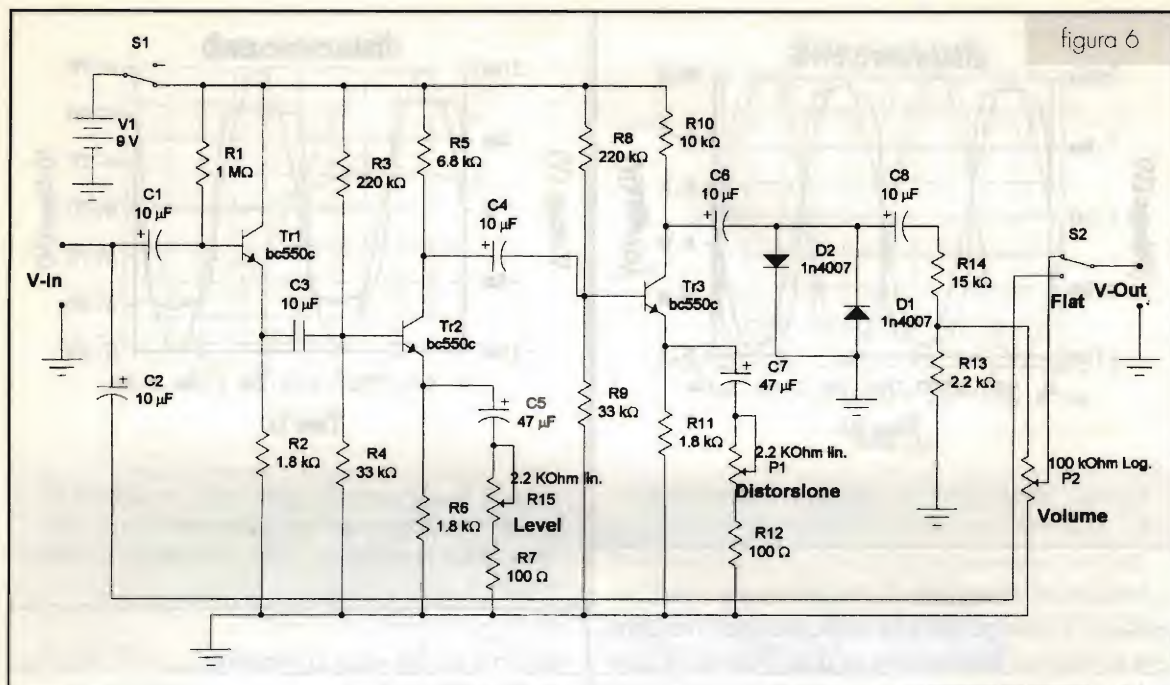 figura 6
S1
V1
9 V
R1
1 MΩ
R3
220 kΩ
R5
6.8 kΩ
R8
220 kΩ
R10
10 kΩ
C1
10 µF
Tr1
bc550c
C4
10 µF
C6
10 µF
C8
10 µF
S2
V-In
C3
10 µF
Tr2
bc550c
Tr3
bc550c
D2
1n4007
D1
1n4007
R14
15 kΩ
Flat
V-Out
C2
10 µF
R2
1.8 kΩ
R4
33 kΩ
C5
47 µF
R9
33 kΩ
C7
47 µF
R13
2.2 kΩ
R6
1.8 kΩ
2.2 KOhm lin.
R15
Level
R7
100 Ω
R11
1.8 kΩ
2.2 KOhm lin.
P1
Distorsione
R12
100 Ω
100 kOhm Log.
P2
Volume